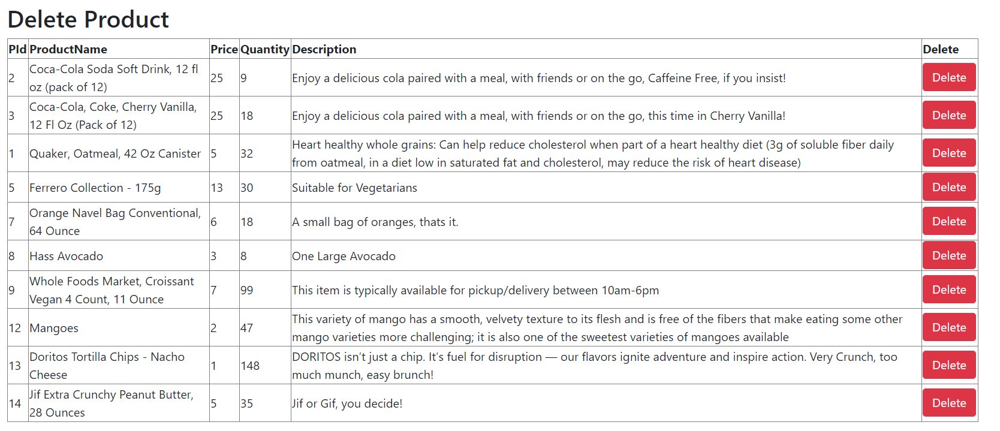 Delete Product
PId ProductName Price Quantity Description Delete
2 Coca-Cola Soda Soft Drink, 12 fl oz (pack of 12) 25 9 Enjoy a delicious cola paired with a meal, with friends or on the go, Caffeine Free, if you insist! Delete
3 Coca-Cola, Coke, Cherry Vanilla, 12 Fl Oz (Pack of 12) 25 18 Enjoy a delicious cola paired with a meal, with friends or on the go, this time in Cherry Vanilla! Delete
1 Quaker, Oatmeal, 42 Oz Canister 5 32 Heart healthy whole grains: Can help reduce cholesterol when part of a heart healthy diet (3g of soluble fiber daily from oatmeal, in a diet low in saturated fat and cholesterol, may reduce the risk of heart disease) Delete
5 Ferrero Collection - 175g 13 30 Suitable for Vegetarians Delete
7 Orange Navel Bag Conventional, 64 Ounce 6 18 A small bag of oranges, thats it. Delete
8 Hass Avocado 3 8 One Large Avocado Delete
9 Whole Foods Market, Croissant Vegan 4 Count, 11 Ounce 7 99 This item is typically available for pickup/delivery between 10am-6pm Delete
12 Mangoes 2 47 This variety of mango has a smooth, velvety texture to its flesh and is free of the fibers that make eating some other mango varieties more challenging; it is also one of the sweetest varieties of mangoes available Delete
13 Doritos Tortilla Chips - Nacho Cheese 1 148 DORITOS isn’t just a chip. It’s fuel for disruption — our flavors ignite adventure and inspire action. Very Crunch, too much munch, easy brunch! Delete
14 Jif Extra Crunchy Peanut Butter, 28 Ounces 5 35 Jif or Gif, you decide! Delete